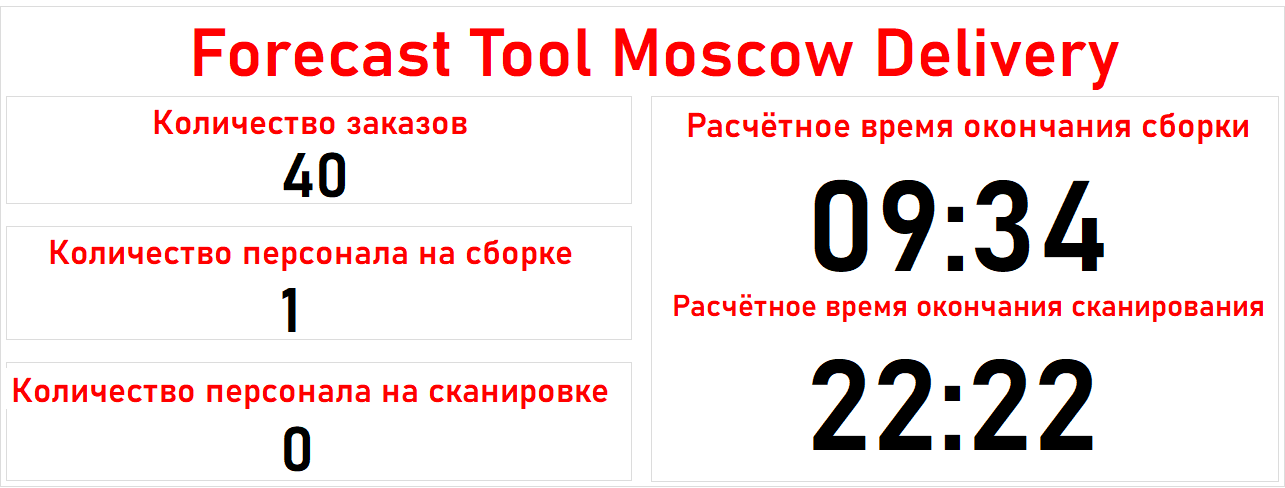 Forecast Tool Moscow Delivery
Количество заказов
40
Количество персонала на сборке
1
Количество персонала на сканировке
0
Расчётное время окончания сборки
09:34
Расчётное время окончания сканирования
22:22